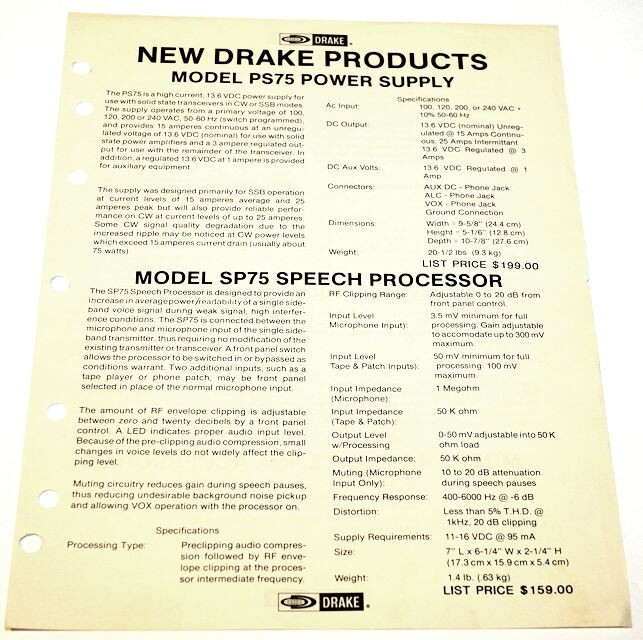 DRAKE®
NEW DRAKE PRODUCTS
MODEL PS75 POWER SUPPLY
The PS75 is a high current, 13.6 VDC power supply for
use with solid state transceivers in CW or SSB modes.
The supply operates from a primary voltage of 100,
120, 200 or 240 VAC, 50-60 Hz (switch programmed),
and provides 15 amperes continuous at an unregu-
lated voltage of 13.6 VDC (nominal) for use with solid
state power amplifiers and a 3 ampere regulated out-
put for use with the remainder of the transceiver. In
addition, a regulated 13.6 VDC at 1 ampere is provided
for auxiliary equipment.
The supply was designed primarily for SSB operation
at current levels of 15 amperes average and 25
amperes peak but will also provide reliable perfor-
mance on CW at current levels of up to 25 amperes.
Some CW signal quality degradation due to the
increased ripple may be noticed at CW power levels
which exceed 15 amperes current drain (usually about
75 watts).
Specifications
Ac Input: 100, 120, 200, or 240 VAC +
10% 50-60 Hz
DC Output: 13.6 VDC (nominal) Unreg-
ulated @ 15 Amps Continu-
ous. 25 Amps Intermittant
13.6 VDC Regulated @ 3
Amps
DC Aux Volts: 13.6 VDC Regulated @ 1
Amp
Connectors: AUX DC - Phone Jack
ALC - Phone Jack
VOX - Phone Jack
Ground Connection
Dimensions: Width = 9-5/8" (24.4 cm)
Height = 5-1/6" (12.8 cm)
Depth = 10-7/8" (27.6 cm)
Weight: 20-1/2 lbs. (9.3 kg)
LIST PRICE $199.00
MODEL SP75 SPEECH PROCESSOR
The SP75 Speech Processor is designed to provide an
increase in average power/readability of a single side-
band voice signal during weak signal, high interfer-
ence conditions. The SP75 is connected between the
microphone and microphone input of the single side-
band transmitter, thus requiring no modification of the
existing transmitter or transceiver. A front panel switch
allows the processor to be switched in or bypassed as
conditions warrant. Two additional inputs, such as a
tape player or phone patch, may be front panel
selected in place of the normal microphone input.
The amount of RF envelope clipping is adjustable
between zero and twenty decibels by a front panel
control. A LED indicates proper audio input level.
Because of the pre-clipping audio compression, small
changes in voice levels do not widely affect the clip-
ping level.
Muting circuitry reduces gain during speech pauses,
thus reducing undesirable background noise pickup
and allowing VOX operation with the processor on.
Specifications
Processing Type: Preclipping audio compres-
sion followed by RF enve-
lope clipping at the proces-
sor intermediate frequency.
RF Clipping Range: Adjustable 0 to 20 dB from
front panel control.
Input Level 3.5 mV minimum for full
Microphone Input): processing. Gain adjustable
to accomodate up to 300 mV
maximum.
Input Level 50 mV minimum for full
Tape & Patch Inputs): processing. 100 mV
maximum.
Input Impedance 1 Megohm
(Microphone):
Input Impedance 50 K ohm
(Tape & Patch):
Output Level 0-50 mV adjustable into 50 K
w/Processing ohm load
Output Impedance: 50 K ohm
Muting (Microphone 10 to 20 dB attenuation
Input Only): during speech pauses
Frequency Response: 400-6000 Hz @ -6 dB
Distortion: Less than 5% T.H.D. @
1kHz, 20 dB clipping
Supply Requirements: 11-16 VDC @ 95 mA
Size: 7" L x 6-1/4" W x 2-1/4" H
(17.3 cm x 15.9 cm x 5.4 cm)
Weight: 1.4 lb. (.63 kg)
LIST PRICE $159.00
DRAKE®